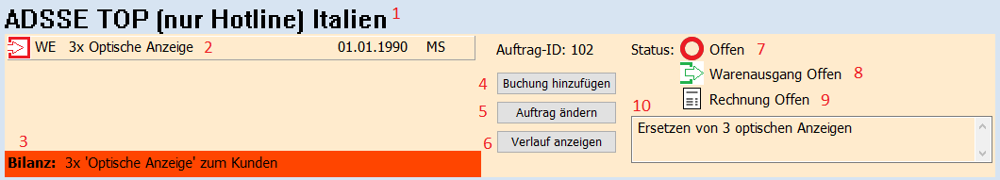 ADSSE TOP (nur Hotline) Italien 1
WE 3x Optische Anzeige 2 01.01.1990 MS
Auftrag-ID: 102
Status: Offen 7
Warenausgang Offen 8
Rechnung Offen 9
4 Buchung hinzufügen
5 Auftrag ändern
6 Verlauf anzeigen
10
Ersetzen von 3 optischen Anzeigen
3
Bilanz: 3x 'Optische Anzeige' zum Kunden